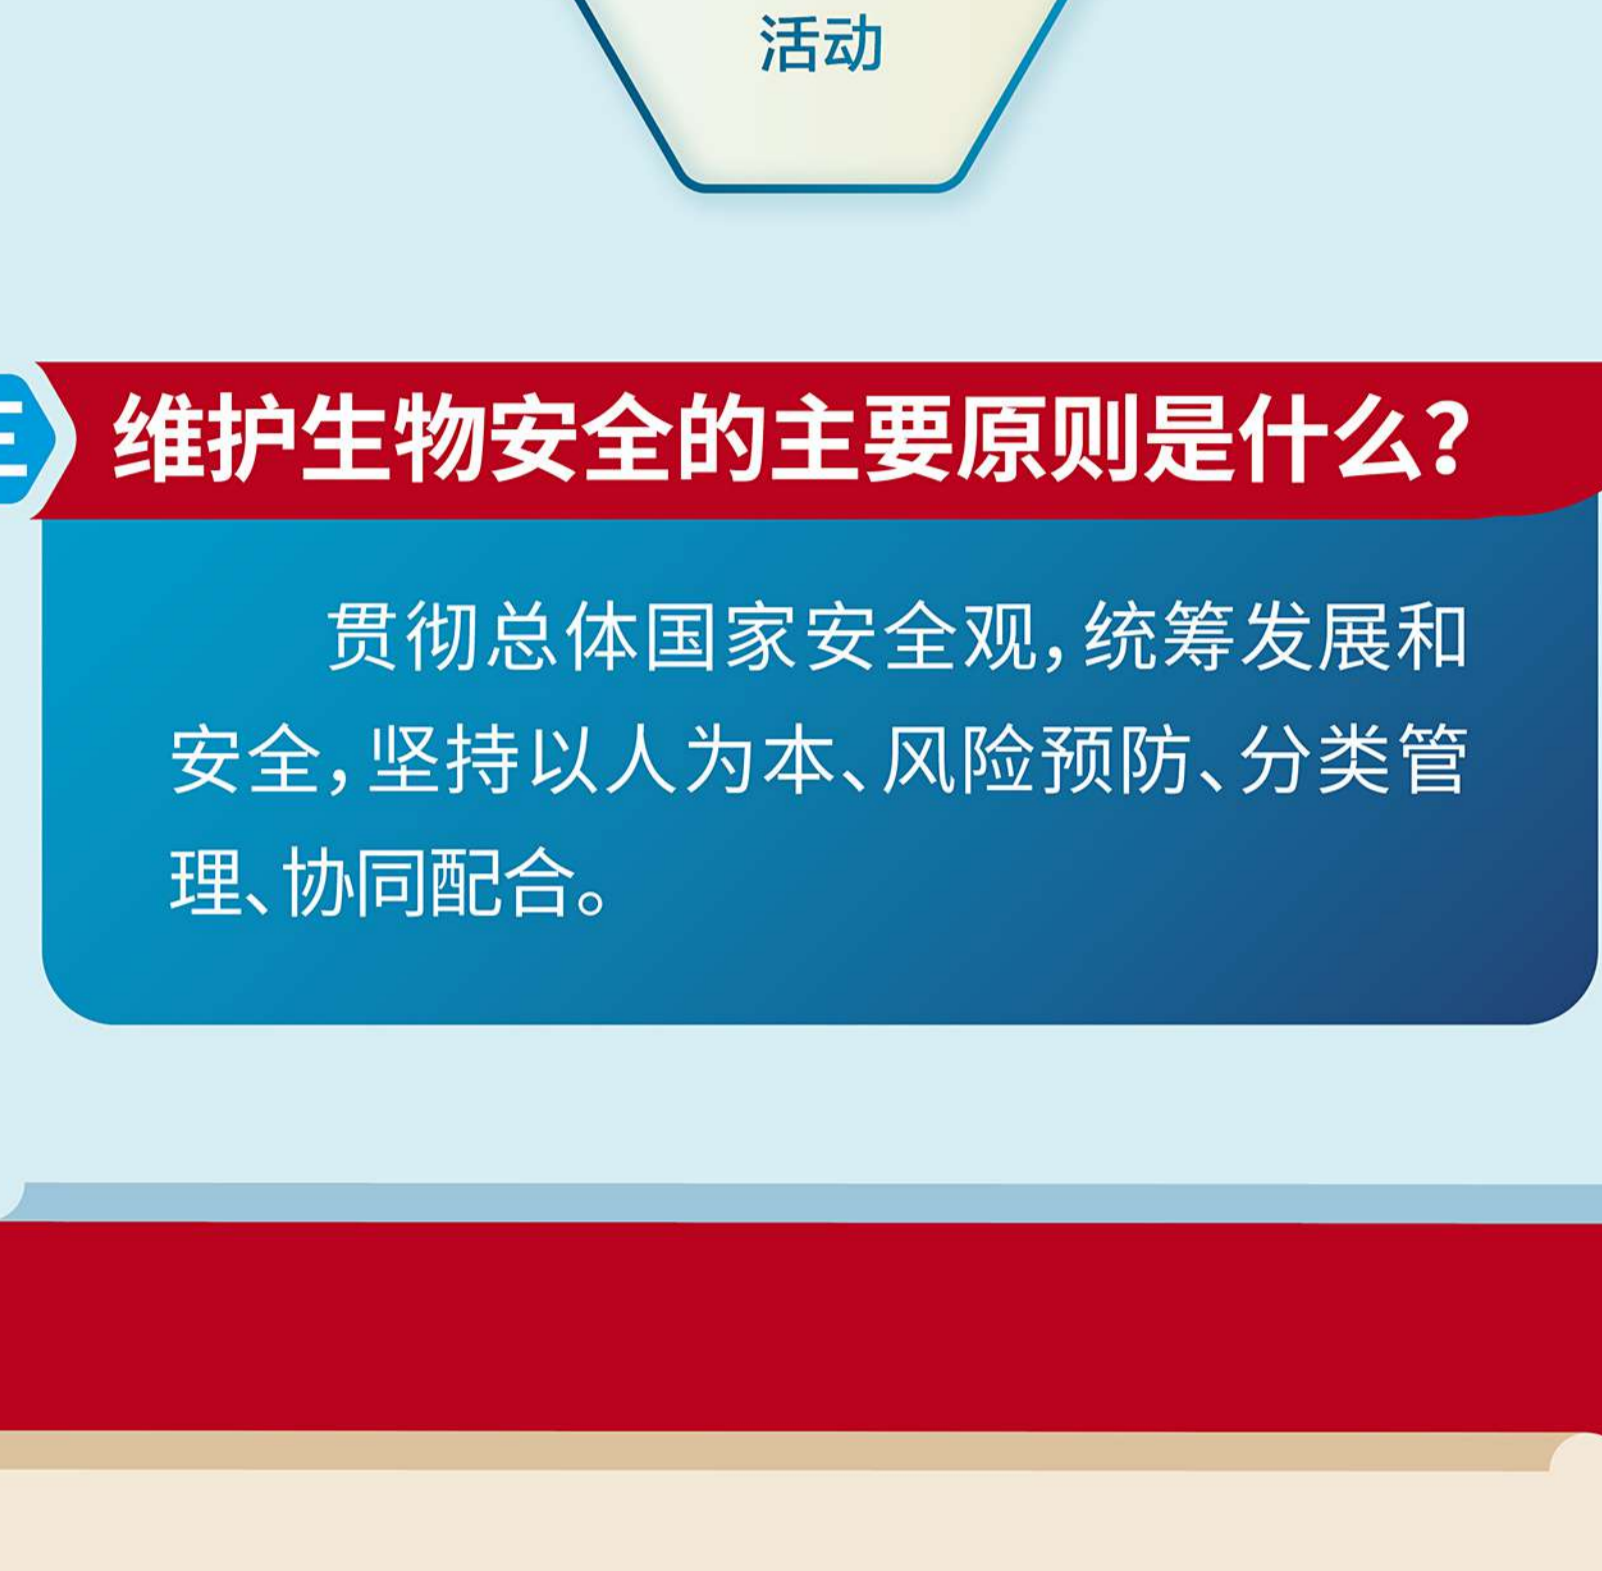 活动
维护生物安全的主要原则是什么?
贯彻总体国家安全观,统筹发展和
安全,坚持以人为本、风险预防、分类管
理、协同配合。